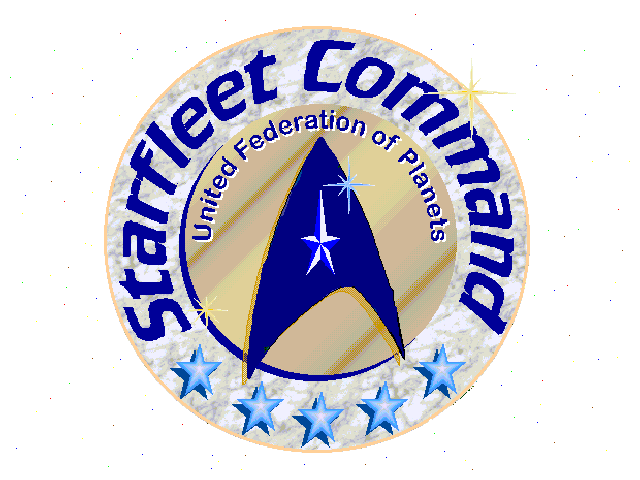 Starfleet Command
United Federation of Planets